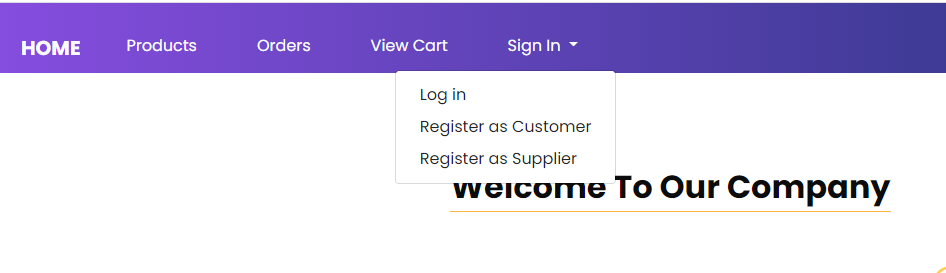 HOME Products Orders View Cart Sign In
Log in
Register as Customer
Register as Supplier
Welcome To Our Company